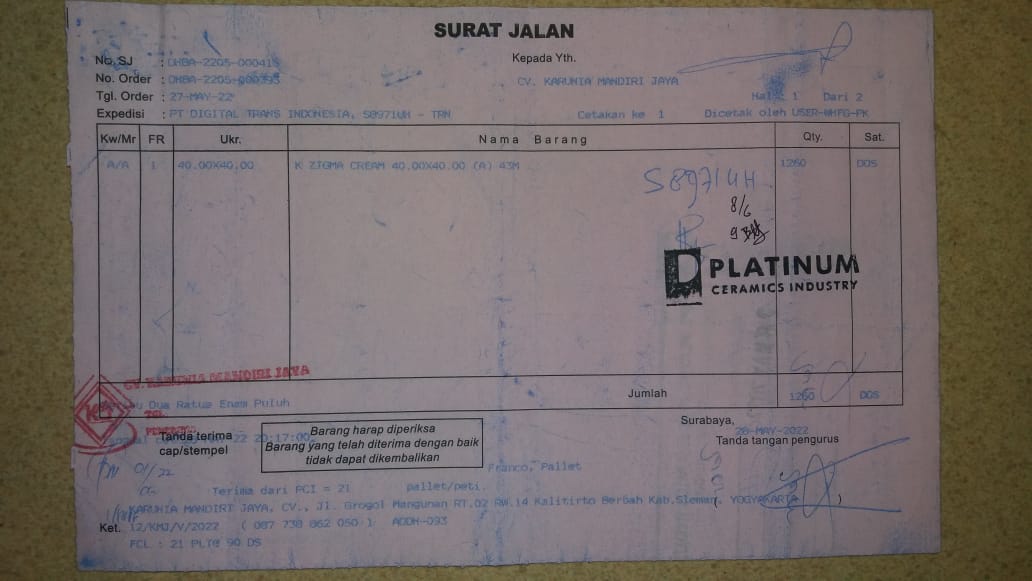 SURAT JALAN
No. SJ : OHBA-2205-000415
Kepada Yth.
No. Order : OHBA-2205-000393
CV. KARUNIA MANDIRI JAYA
Tgl. Order : 27-MAY-22
Hal : 1 Dari 2
Expedisi : PT DIGITAL TRANS INDONESIA, S8971UH - TRN Cetakan ke 1 Dicetak oleh USER-WHFG-PK
Kw/Mr FR Ukr. Nama Barang Qty. Sat.
A/A 1 40.00X40.00 K ZIGMA CREAM 40.00X40.00 (A) 43M 1260 DOS
S8971UH
8/6
9
PLATINUM
CERAMICS INDUSTRY
CV. KARUNIA MANDIRI JAYA
Jumlah 1260 DOS
Dua Ratus Enam Puluh
Surabaya,
28-MAY-2022
Tanda terima
cap/stempel
22 20:17:00
Barang harap diperiksa
Barang yang telah diterima dengan baik
tidak dapat dikembalikan
Tanda tangan pengurus
Franco, Pallet
01/22
Terima dari PCI = 21 pallet/peti.
KARUNIA MANDIRI JAYA, CV., Jl. Grogol Mangunan RT.02 RW.14 Kalitirto Berbah Kab.Sleman, YOGYAKARTA
Ket. 12/KMJ/V/2022 ( 087 738 862 050 ) ADDH-093
FCL : 21 PLT@ 90 DS